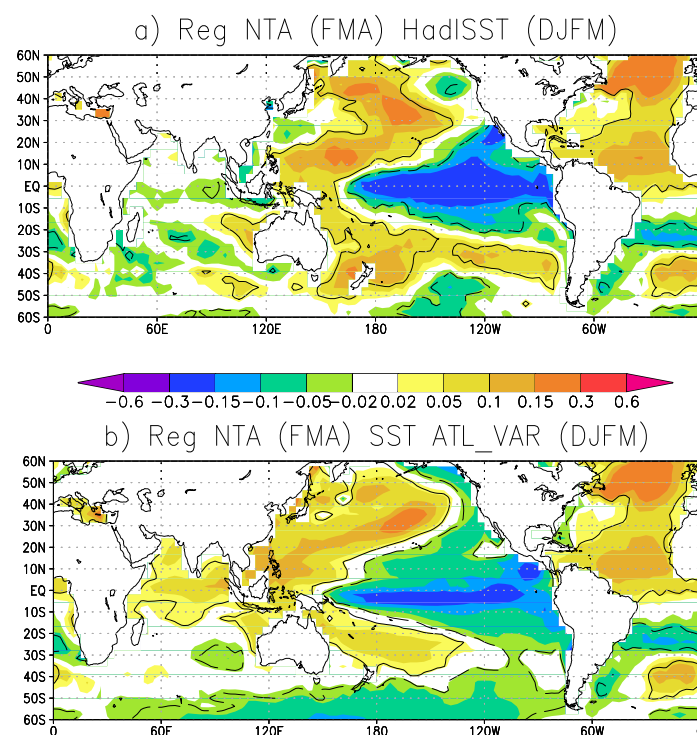 a) Reg NTA (FMA) HadISST (DJFM)
60N
50N
40N
30N
20N
10N
EQ
10S
20S
30S
40S
50S
60S
0 60E 120E 180 120W 60W
-0.6 -0.3 -0.15 -0.1 -0.05 -0.02 0.02 0.05 0.1 0.15 0.3 0.6
b) Reg NTA (FMA) SST ATL_VAR (DJFM)
60N
50N
40N
30N
20N
10N
EQ
10S
20S
30S
40S
50S
60S
0 60E 120E 180 120W 60W